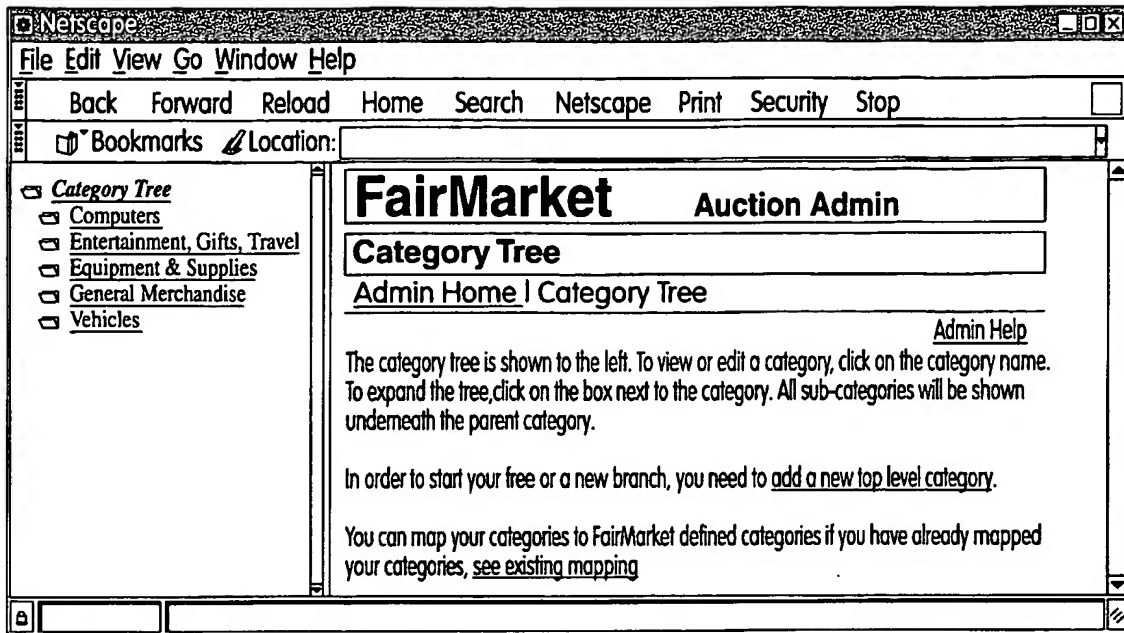 Netscape
File Edit View Go Window Help
Back Forward Reload Home Search Netscape Print Security Stop
Bookmarks Location:
Category Tree
Computers
Entertainment, Gifts, Travel
Equipment & Supplies
General Merchandise
Vehicles
FairMarket Auction Admin
Category Tree
Admin Home | Category Tree
Admin Help
The category tree is shown to the left. To view or edit a category, click on the category name.
To expand the tree,click on the box next to the category. All sub-categories will be shown
underneath the parent category.
In order to start your free or a new branch, you need to add a new top level category.
You can map your categories to FairMarket defined categories if you have already mapped
your categories, see existing mapping